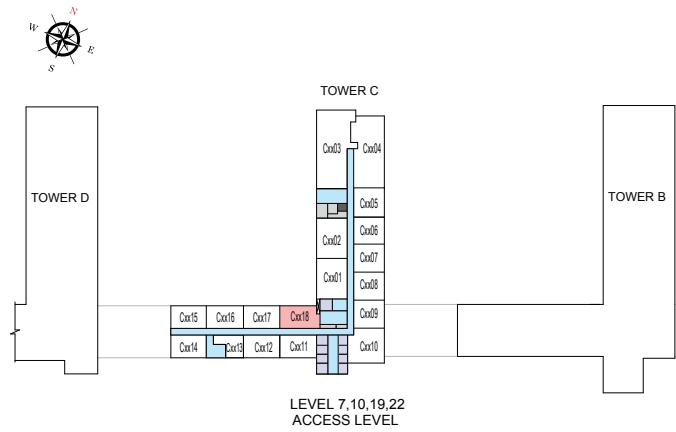 N
W
E
S
TOWER C
TOWER D
TOWER B
Cxx03
Cxx04
Cxx05
Cxx06
Cxx02
Cxx07
Cxx01
Cxx08
Cxx09
Cxx15 Cxx16 Cxx17 Cxx18
Cxx14 Cxx13 Cxx12 Cxx11 Cxx10
LEVEL 7,10,19,22
ACCESS LEVEL